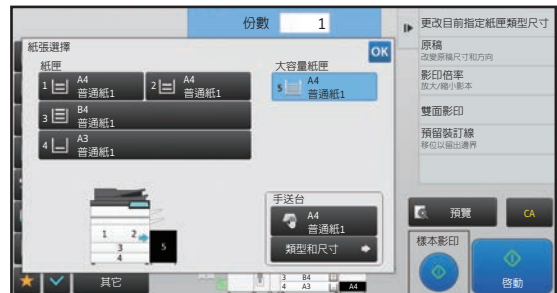 份數 1
紙張選擇
OK
紙匣
大容量紙匣
1 A4
普通紙1
2 A4
普通紙1
5 A4
普通紙1
3 B4
普通紙1
4 A3
普通紙1
1 2
3
4
5
手送台
A4
普通紙1
類型和尺寸
更改目前指定紙匣類型尺寸
原稿
改變原稿尺寸和方向
影印倍率
放大/縮小影本
雙面影印
預留裝訂線
移位以留出邊界
預覽
CA
樣本影印
啓動
其它
3 B4
4 A3
A4